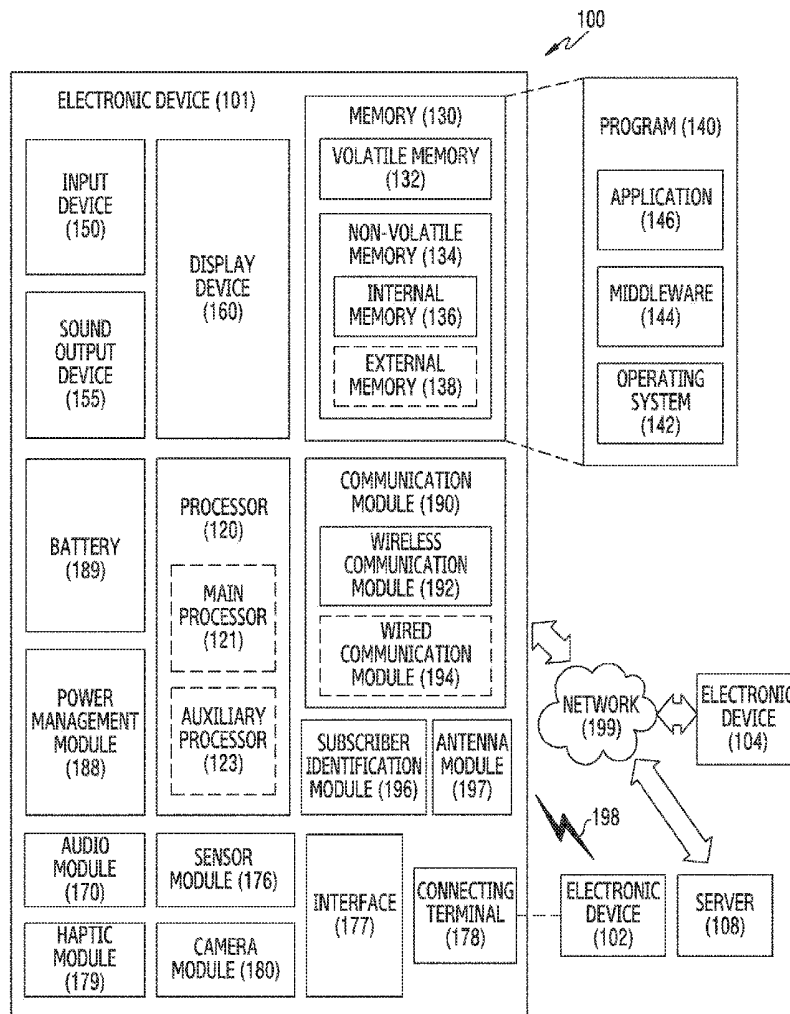 100
ELECTRONIC DEVICE (101)
INPUT
DEVICE
(150)
SOUND
OUTPUT
DEVICE
(155)
DISPLAY
DEVICE
(160)
MEMORY (130)
VOLATILE MEMORY
(132)
NON-VOLATILE
MEMORY (134)
INTERNAL
MEMORY (136)
EXTERNAL
MEMORY (138)
PROGRAM (140)
APPLICATION
(146)
MIDDLEWARE
(144)
OPERATING
SYSTEM
(142)
BATTERY
(189)
POWER
MANAGEMENT
MODULE
(188)
PROCESSOR
(120)
MAIN
PROCESSOR
(121)
AUXILIARY
PROCESSOR
(123)
COMMUNICATION
MODULE (190)
WIRELESS
COMMUNICATION
MODULE (192)
WIRED
COMMUNICATION
MODULE (194)
SUBSCRIBER
IDENTIFICATION
MODULE (196)
ANTENNA
MODULE
(197)
NETWORK
(199)
ELECTRONIC
DEVICE
(104)
198
AUDIO
MODULE
(170)
SENSOR
MODULE (176)
INTERFACE
(177)
CONNECTING
TERMINAL
(178)
ELECTRONIC
DEVICE
(102)
SERVER
(108)
HAPTIC
MODULE
(179)
CAMERA
MODULE (180)